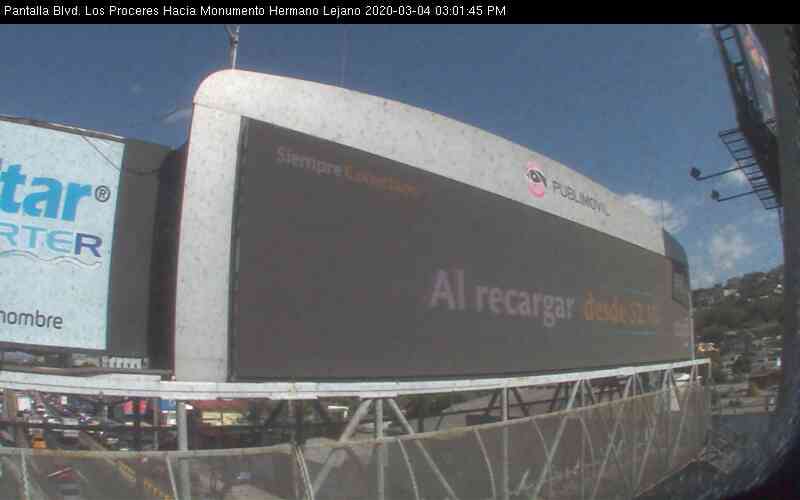 Pantalla Blvd. Los Proceres Hacia Monumento Hermano Lejano 2020-03-04 03:01:45 PM
Siempre
PUBLIMOVIL
Al recargar desde
tar®
RTER
nombre